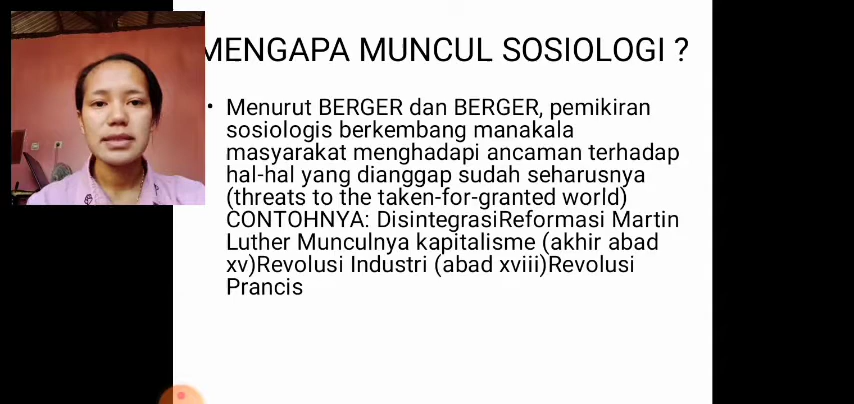 MENGAPA MUNCUL SOSIOLOGI ?
• Menurut BERGER dan BERGER, pemikiran
sosiologis berkembang manakala
masyarakat menghadapi ancaman terhadap
hal-hal yang dianggap sudah seharusnya
(threats to the taken-for-granted world)
CONTOHNYA: DisintegrasiReformasi Martin
Luther Munculnya kapitalisme (akhir abad
xv)Revolusi Industri (abad xviii)Revolusi
Prancis